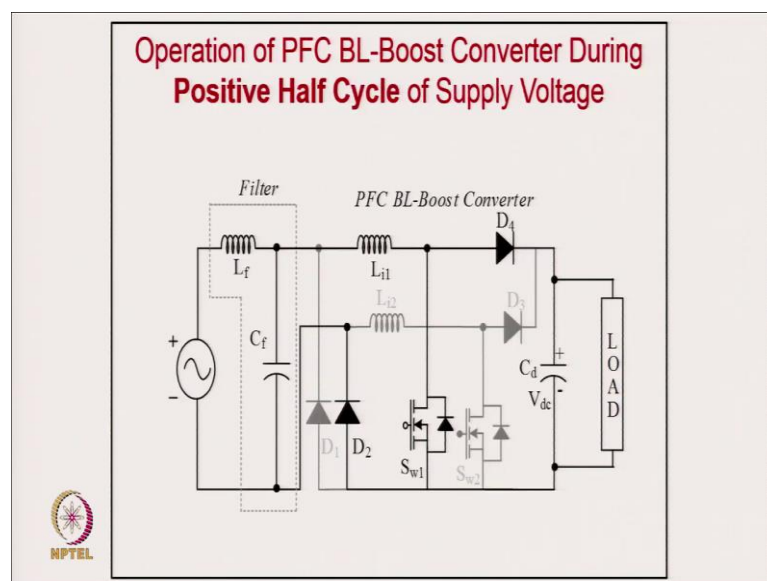 Operation of PFC BL-Boost Converter During
Positive Half Cycle of Supply Voltage
Filter
PFC BL-Boost Converter
D4
Lf
Li1
Li2
D3
+
Cf
-
D1
D2
Sw1
Sw2
Cd
+
-
Vdc
LOAD
NPTEL